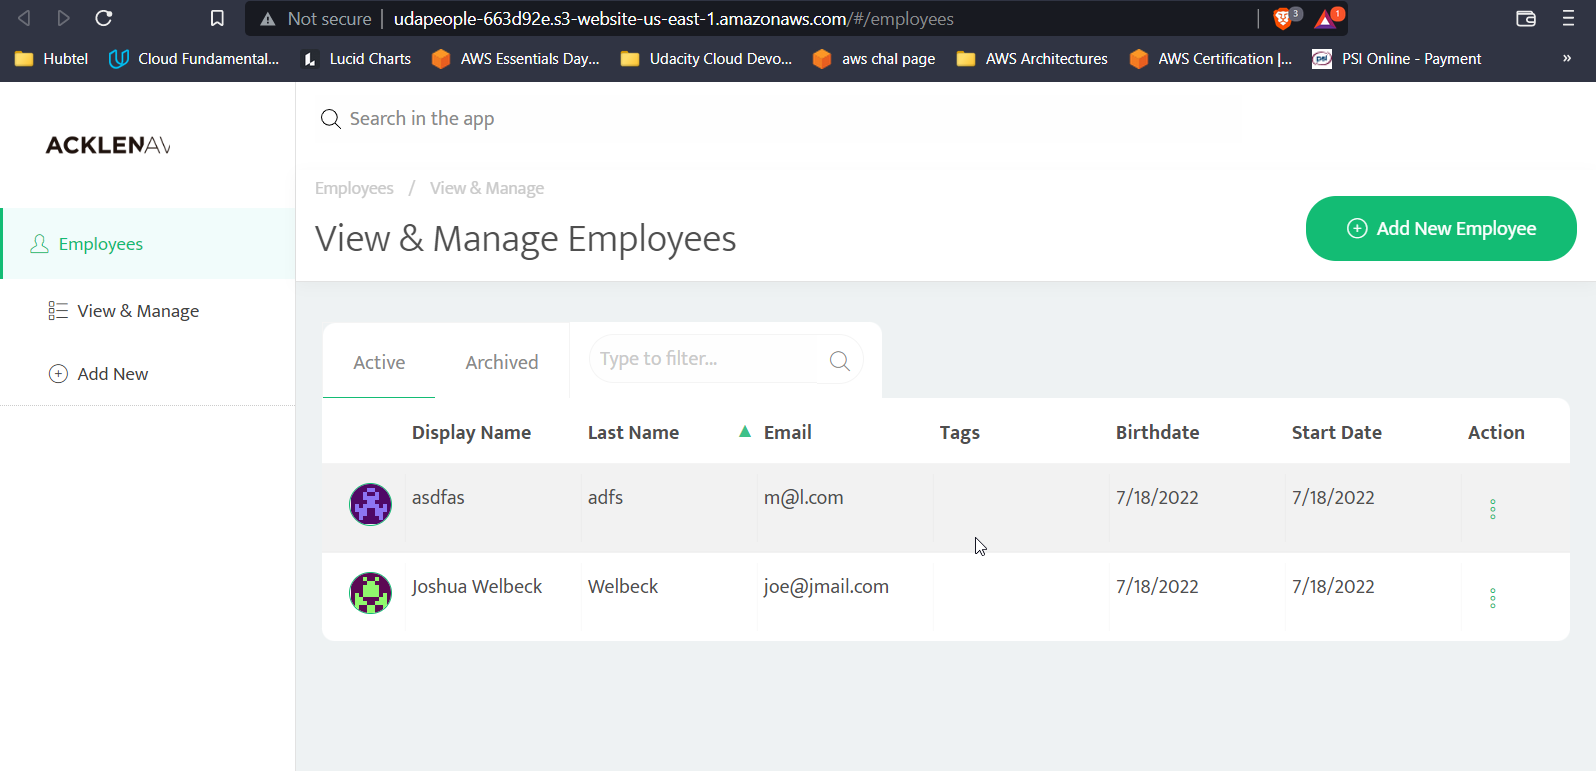 Not secure | udapeople-663d92e.s3-website-us-east-1.amazonaws.com/#/employees 3 1
Hubtel Cloud Fundamental... Lucid Charts AWS Essentials Day... Udacity Cloud Devo... aws chal page AWS Architectures AWS Certification |... psi PSI Online - Payment »
Search in the app
ACKLENAV
Employees / View & Manage
View & Manage Employees
Add New Employee
Employees
View & Manage
Add New
Active Archived Type to filter...
Display Name Last Name Email Tags Birthdate Start Date Action
asdfas adfs m@l.com 7/18/2022 7/18/2022
Joshua Welbeck Welbeck joe@jmail.com 7/18/2022 7/18/2022